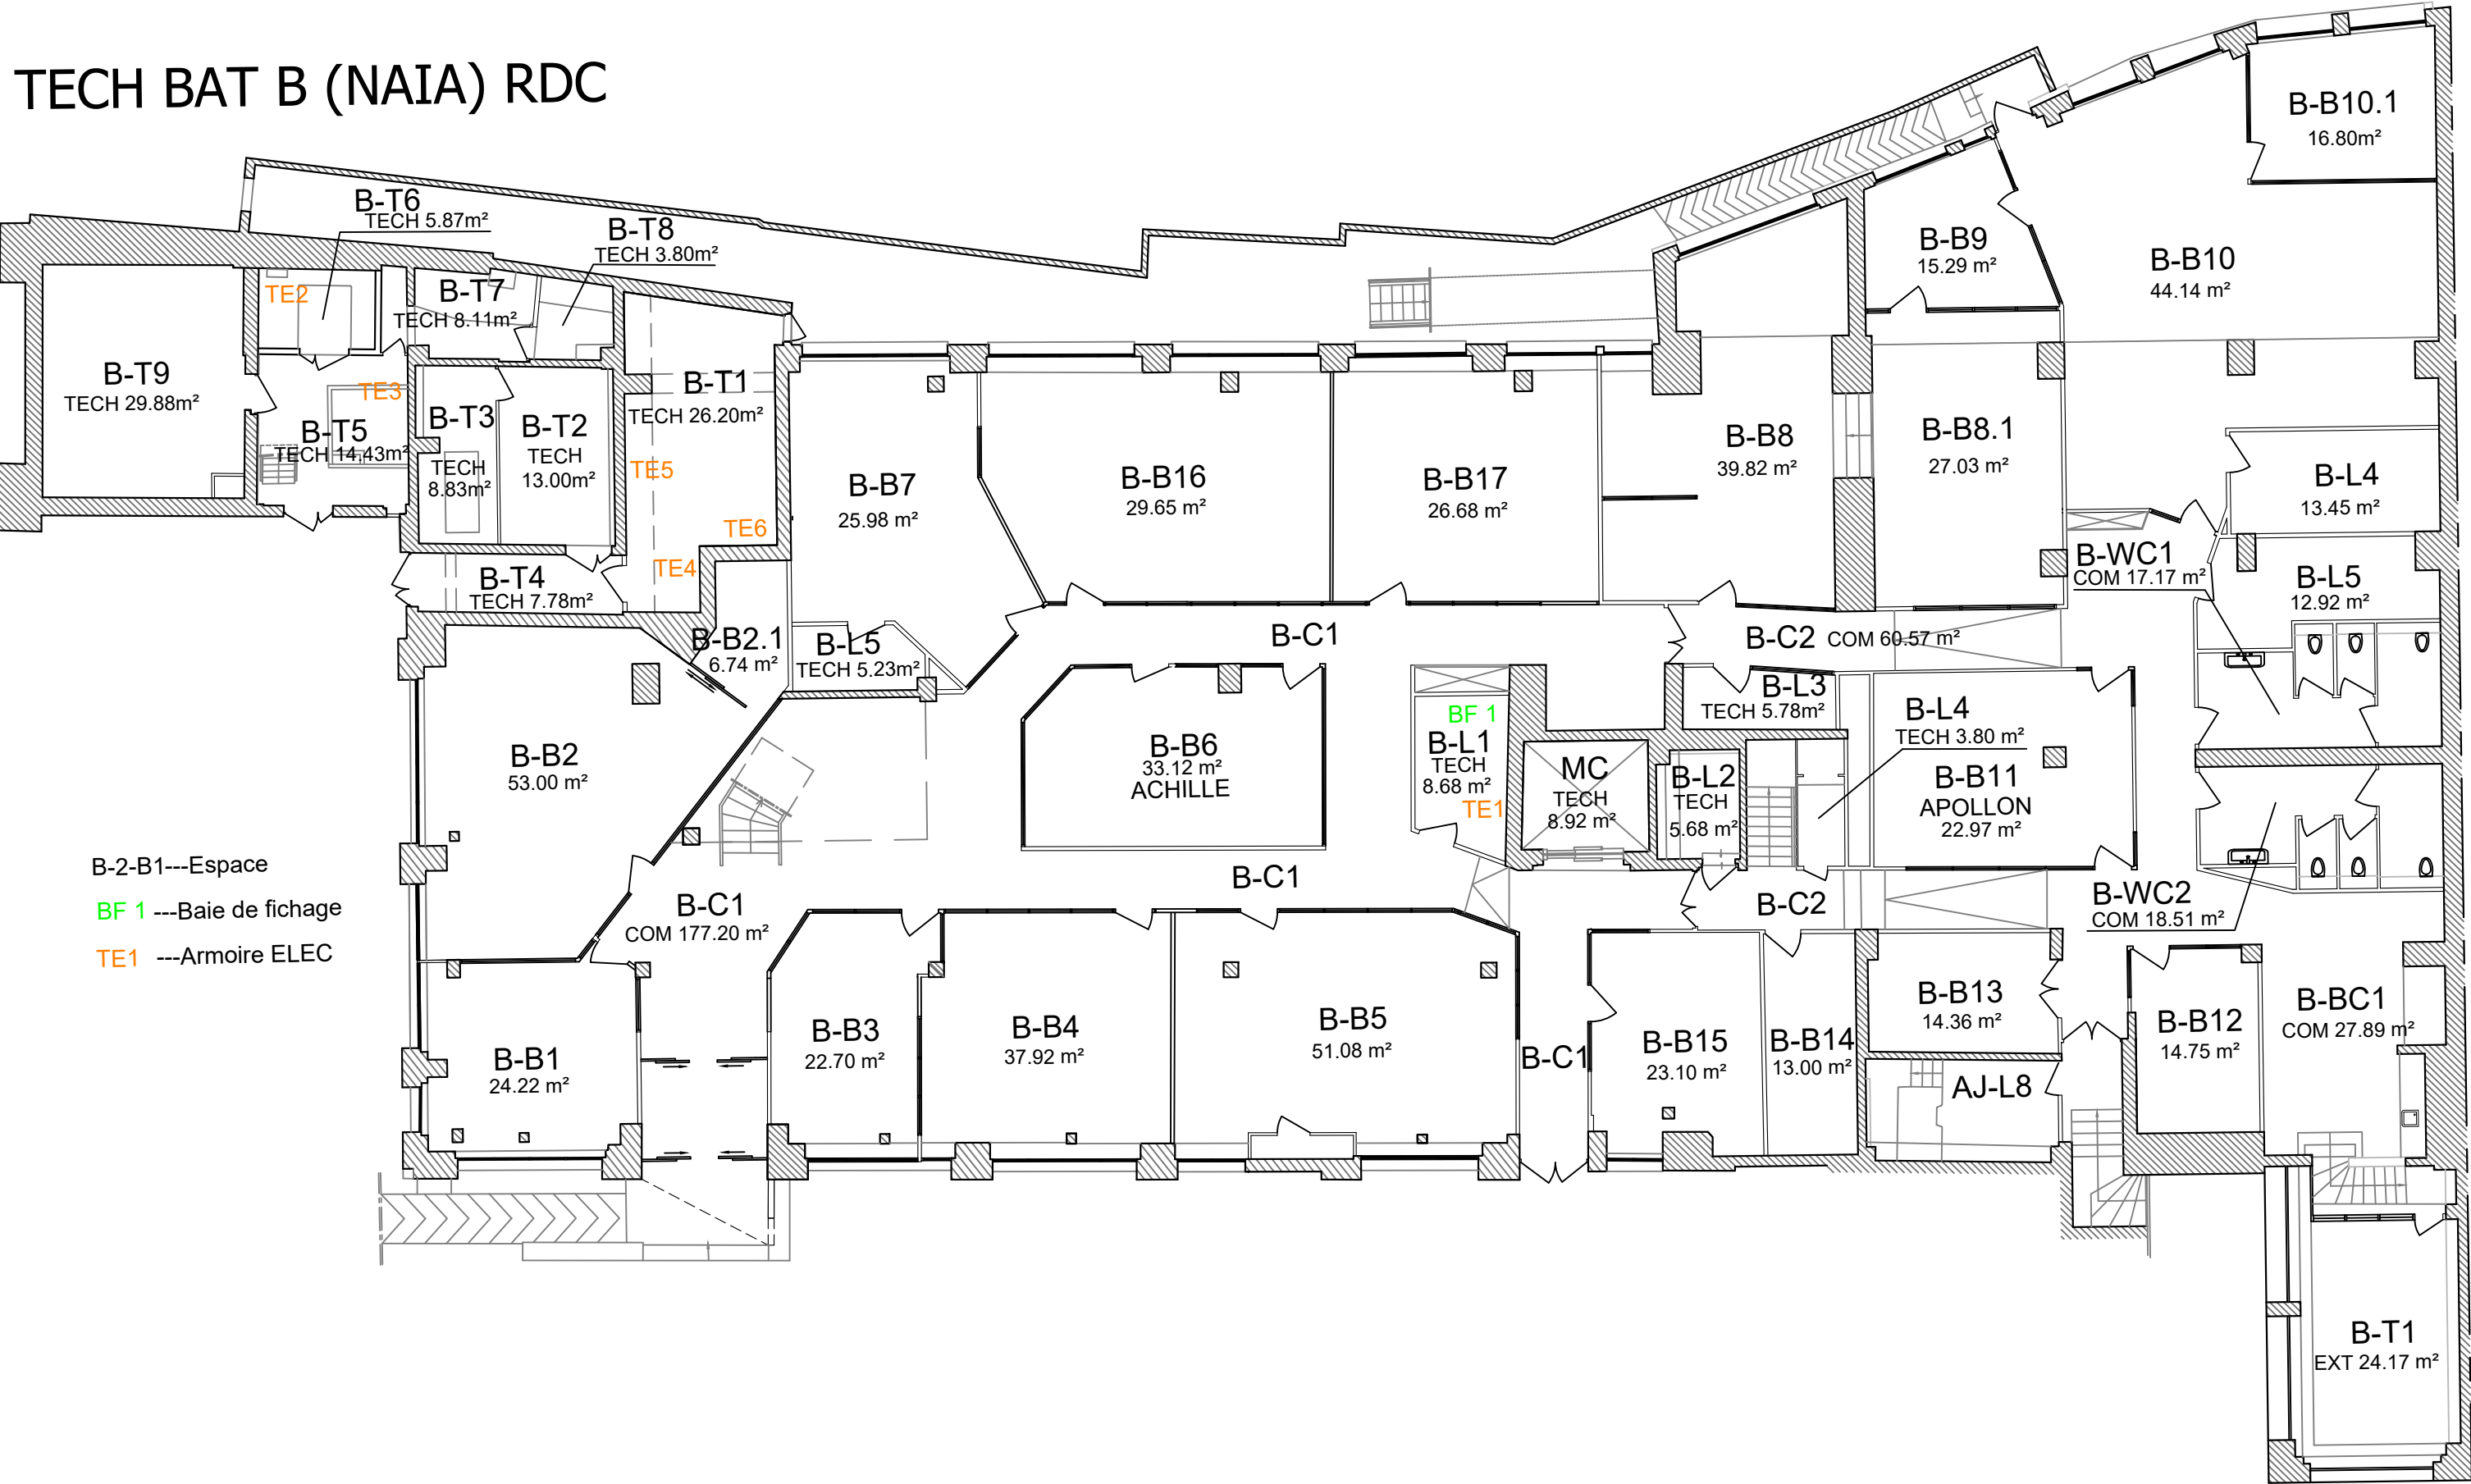 TECH BAT B (NAIA) RDC
B-B10.1
16.80m²
B-T6
TECH 5.87m²
B-T8
TECH 3.80m²
B-B9
15.29 m²
B-B10
44.14 m²
TE2
B-T7
TECH 8.11m²
B-T9
TECH 29.88m²
TE3
B-T5
TECH 14.43m²
B-T3
TECH
8.83m²
B-T2
TECH
13.00m²
B-T1
TECH 26.20m²
TE5
TE6
TE4
B-B7
25.98 m²
B-B16
29.65 m²
B-B17
26.68 m²
B-B8
39.82 m²
B-B8.1
27.03 m²
B-L4
13.45 m²
B-WC1
COM 17.17 m²
B-L5
12.92 m²
B-T4
TECH 7.78m²
B-B2.1
6.74 m²
B-L5
TECH 5.23m²
B-C1
B-C2 COM 60.57 m²
B-L3
TECH 5.78m²
B-L4
TECH 3.80 m²
B-B2
53.00 m²
B-B6
33.12 m²
ACHILLE
BF 1
B-L1
TECH
8.68 m²
TE1
MC
TECH
8.92 m²
B-L2
TECH
5.68 m²
B-B11
APOLLON
22.97 m²
B-2-B1---Espace
BF 1 ---Baie de fichage
TE1 ---Armoire ELEC
B-C1
COM 177.20 m²
B-C1
B-C2
B-WC2
COM 18.51 m²
B-B1
24.22 m²
B-B3
22.70 m²
B-B4
37.92 m²
B-B5
51.08 m²
B-C1
B-B15
23.10 m²
B-B14
13.00 m²
B-B13
14.36 m²
AJ-L8
B-B12
14.75 m²
B-BC1
COM 27.89 m²
B-T1
EXT 24.17 m²